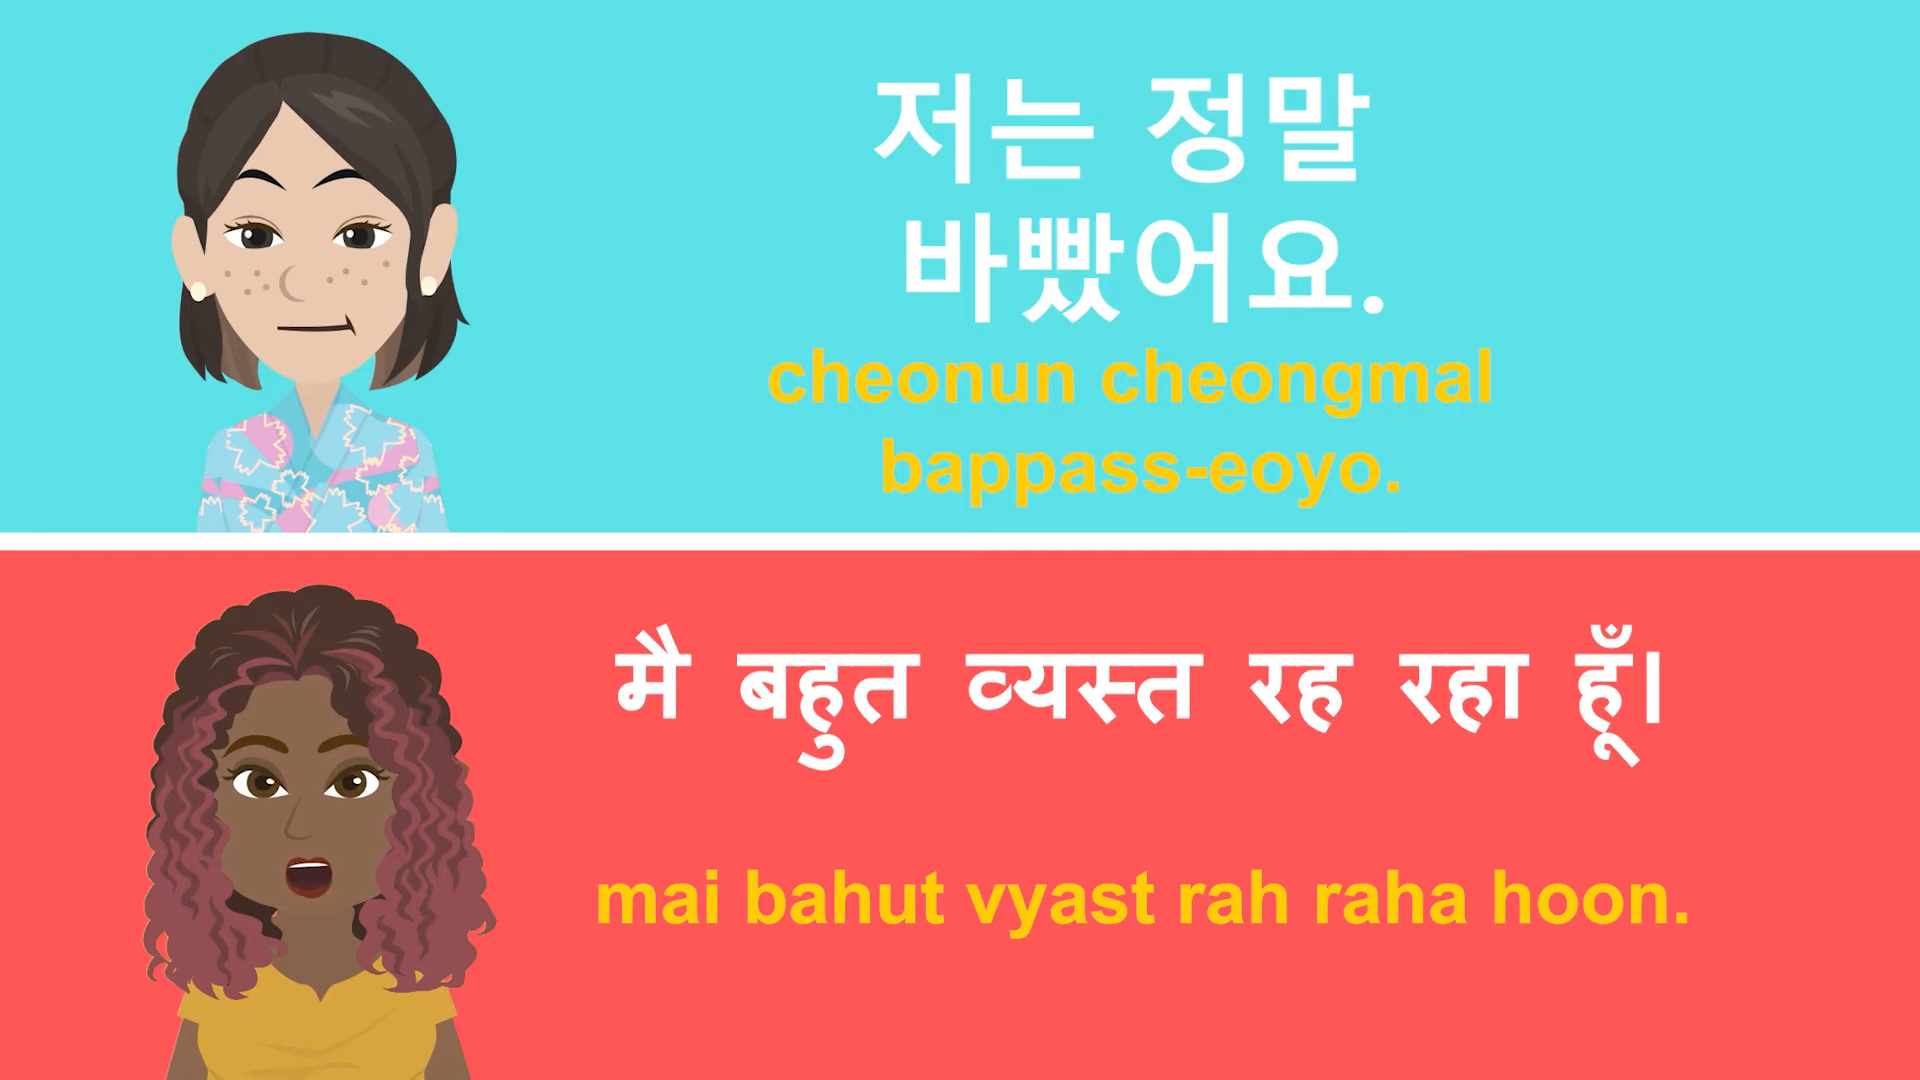 저는 정말
바빴어요.
cheonun cheongmal
bappass-eoyo.
मै बहुत व्यस्त रह रहा हूँ।
mai bahut vyast rah raha hoon.